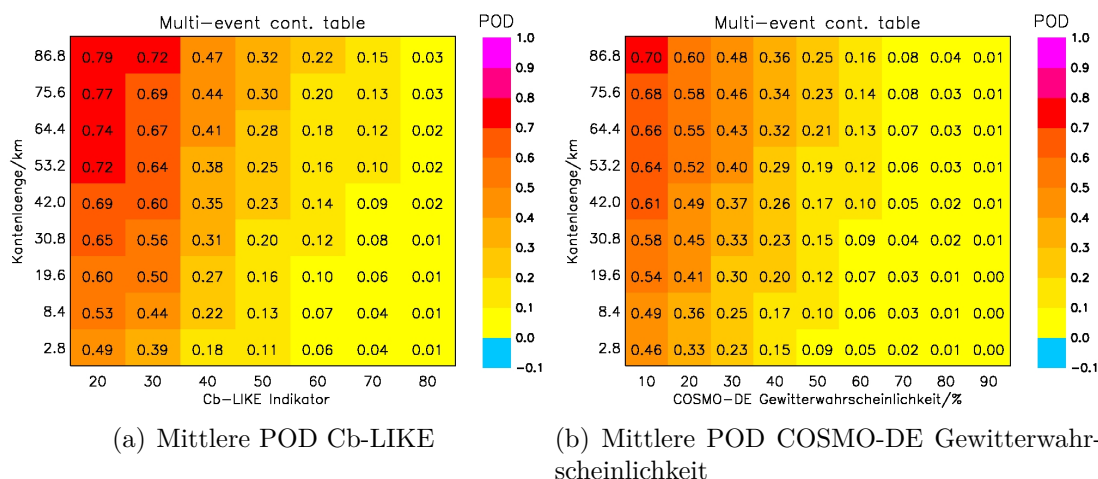 Multi-event cont. table
POD
86.8 0.79 0.72 0.47 0.32 0.22 0.15 0.03
75.6 0.77 0.69 0.44 0.30 0.20 0.13 0.03
64.4 0.74 0.67 0.41 0.28 0.18 0.12 0.02
53.2 0.72 0.64 0.38 0.25 0.16 0.10 0.02
42.0 0.69 0.60 0.35 0.23 0.14 0.09 0.02
30.8 0.65 0.56 0.31 0.20 0.12 0.08 0.01
19.6 0.60 0.50 0.27 0.16 0.10 0.06 0.01
8.4 0.53 0.44 0.22 0.13 0.07 0.04 0.01
2.8 0.49 0.39 0.18 0.11 0.06 0.04 0.01
20 30 40 50 60 70 80
Kantenlaenge/km
Cb-LIKE Indikator
1.0
0.9
0.8
0.7
0.6
0.5
0.4
0.3
0.2
0.1
0.0
-0.1
(a) Mittlere POD Cb-LIKE
Multi-event cont. table
POD
86.8 0.70 0.60 0.48 0.36 0.25 0.16 0.08 0.04 0.01
75.6 0.68 0.58 0.46 0.34 0.23 0.14 0.08 0.03 0.01
64.4 0.66 0.55 0.43 0.32 0.21 0.13 0.07 0.03 0.01
53.2 0.64 0.52 0.40 0.29 0.19 0.12 0.06 0.03 0.01
42.0 0.61 0.49 0.37 0.26 0.17 0.10 0.05 0.02 0.01
30.8 0.58 0.45 0.33 0.23 0.15 0.09 0.04 0.02 0.01
19.6 0.54 0.41 0.30 0.20 0.12 0.07 0.03 0.01 0.00
8.4 0.49 0.36 0.25 0.17 0.10 0.06 0.03 0.01 0.00
2.8 0.46 0.33 0.23 0.15 0.09 0.05 0.02 0.01 0.00
10 20 30 40 50 60 70 80 90
Kantenlaenge/km
COSMO-DE Gewitterwahrscheinlichkeit/%
1.0
0.9
0.8
0.7
0.6
0.5
0.4
0.3
0.2
0.1
0.0
-0.1
(b) Mittlere POD COSMO-DE Gewitterwahr-
scheinlichkeit